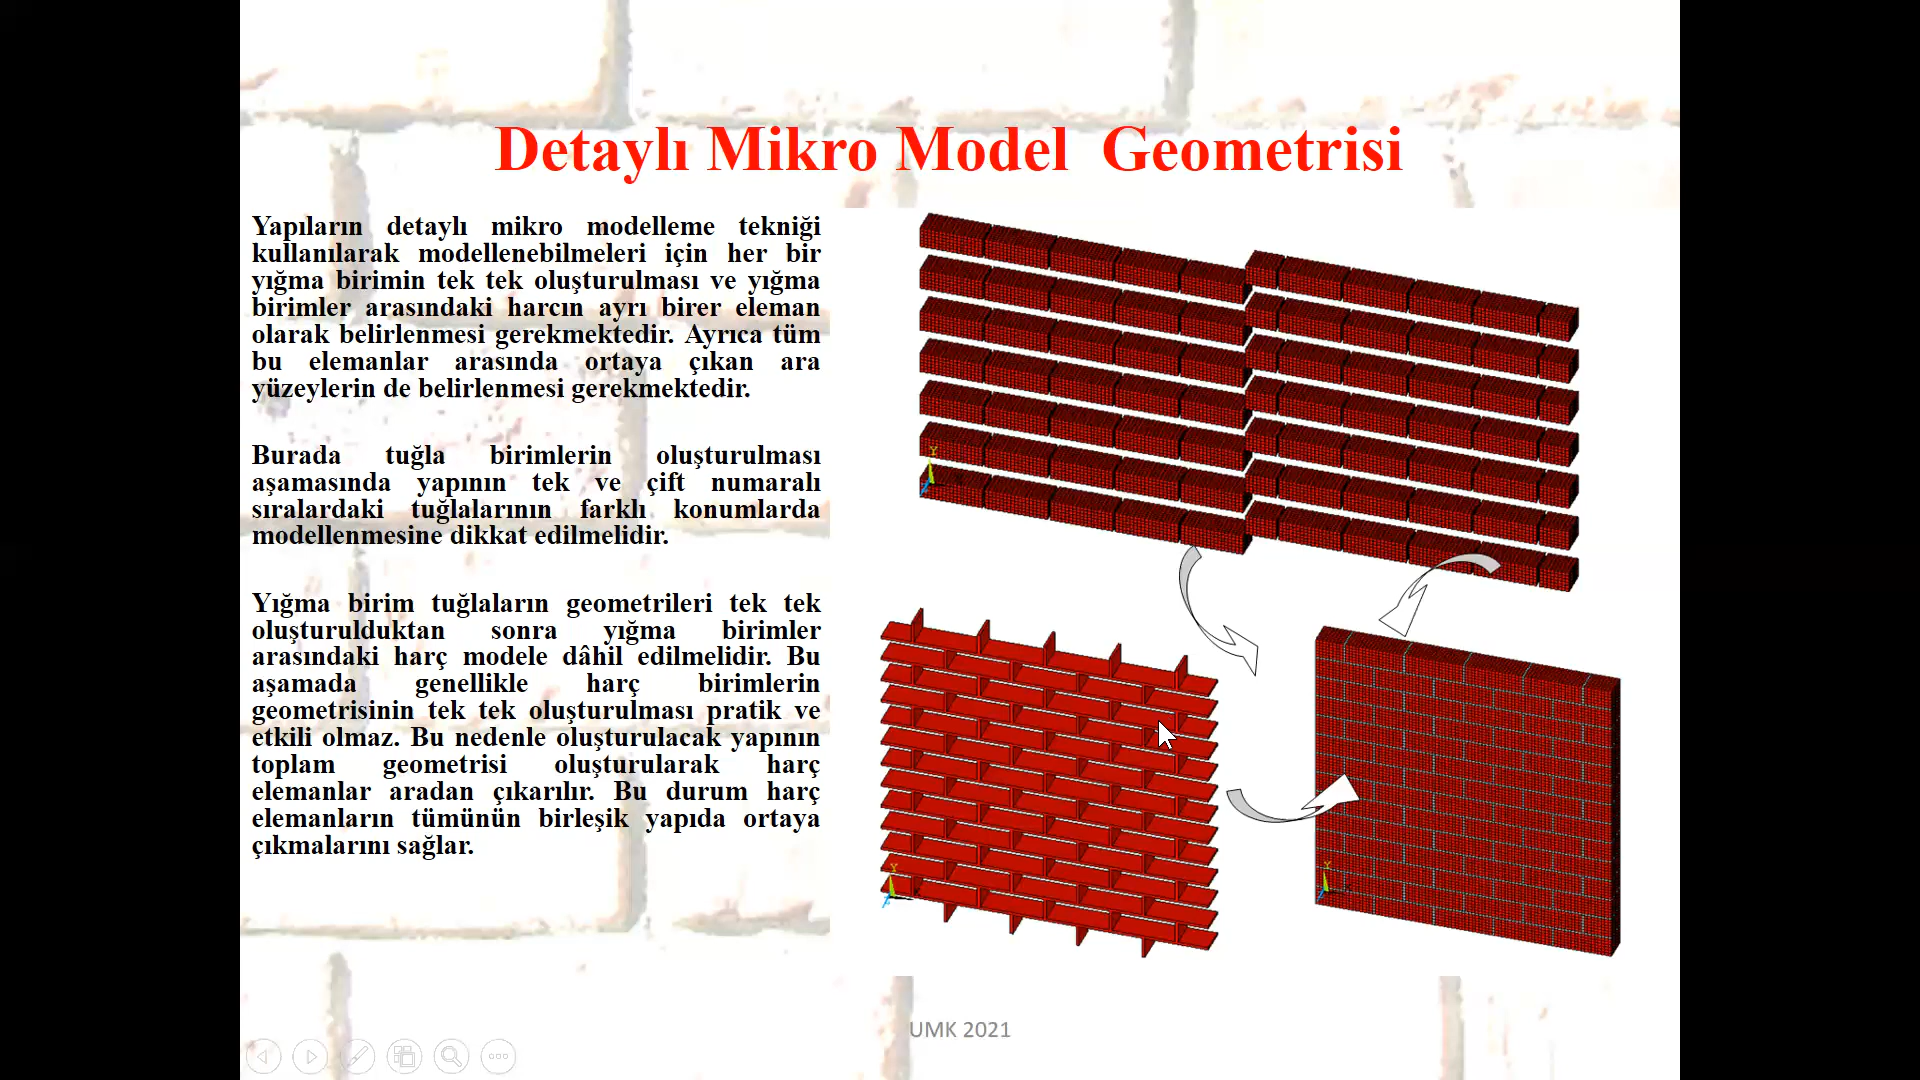 Detaylı Mikro Model Geometrisi
Yapıların detaylı mikro modelleme tekniği
kullanılarak modellenebilmeleri için her bir
yığma birimin tek tek oluşturulması ve yığma
birimler arasındaki harcın ayrı birer eleman
olarak belirlenmesi gerekmektedir. Ayrıca tüm
bu elemanlar arasında ortaya çıkan ara
yüzeylerin de belirlenmesi gerekmektedir.
Burada tuğla birimlerin oluşturulması
aşamasında yapının tek ve çift numaralı
sıralardaki tuğlalarının farklı konumlarda
modellenmesine dikkat edilmelidir.
Yığma birim tuğlaların geometrileri tek tek
oluşturulduktan sonra yığma birimler
arasındaki harç modele dâhil edilmelidir. Bu
aşamada genellikle harç birimlerin
geometrisinin tek tek oluşturulması pratik ve
etkili olmaz. Bu nedenle oluşturulacak yapının
toplam geometrisi oluşturularak harç
elemanlar aradan çıkarılır. Bu durum harç
elemanların tümünün birleşik yapıda ortaya
çıkmalarını sağlar.
Y
Y
Y
UMK 2021